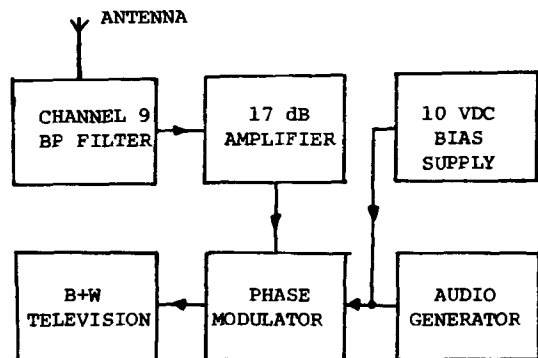 ANTENNA
CHANNEL 9
BP FILTER
17 dB
AMPLIFIER
10 VDC
BIAS
SUPPLY
B+W
TELEVISION
PHASE
MODULATOR
AUDIO
GENERATOR